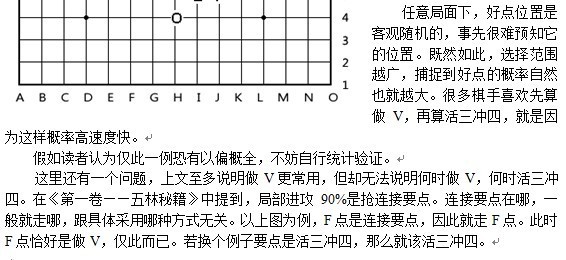 任意局面下，好点位置是
4
客观随机的，事先很难预知它
3
的位置。既然如此，选择范围
2
越广，捕捉到好点的概率自然
1
A B C D E F G H I J K L M N O
也就越大。很多棋手喜欢先算
做 V，再算活三冲四，就是因
为这样概率高速度快。
假如读者认为仅此一例恐有以偏概全，不妨自行统计验证。
这里还有一个问题，上文至多说明做 V 更常用，但却无法说明何时做 V，何时活三冲
四。在《第一卷——五林秘籍》中提到，局部进攻 90%是抢连接要点。连接要点在哪，一
般就走哪，跟具体采用哪种方式无关。以上图为例，F 点是连接要点，因此就走 F 点。此时
F 点恰好是做 V，仅此而已。若换个例子要点是活三冲四，那么就该活三冲四。